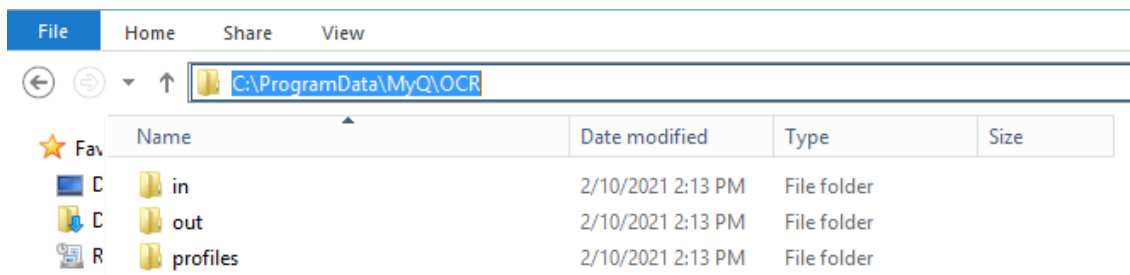 File Home Share View
C:\ProgramData\MyQ\OCR
Name Date modified Type Size
Fav
in 2/10/2021 2:13 PM File folder
out 2/10/2021 2:13 PM File folder
R profiles 2/10/2021 2:13 PM File folder